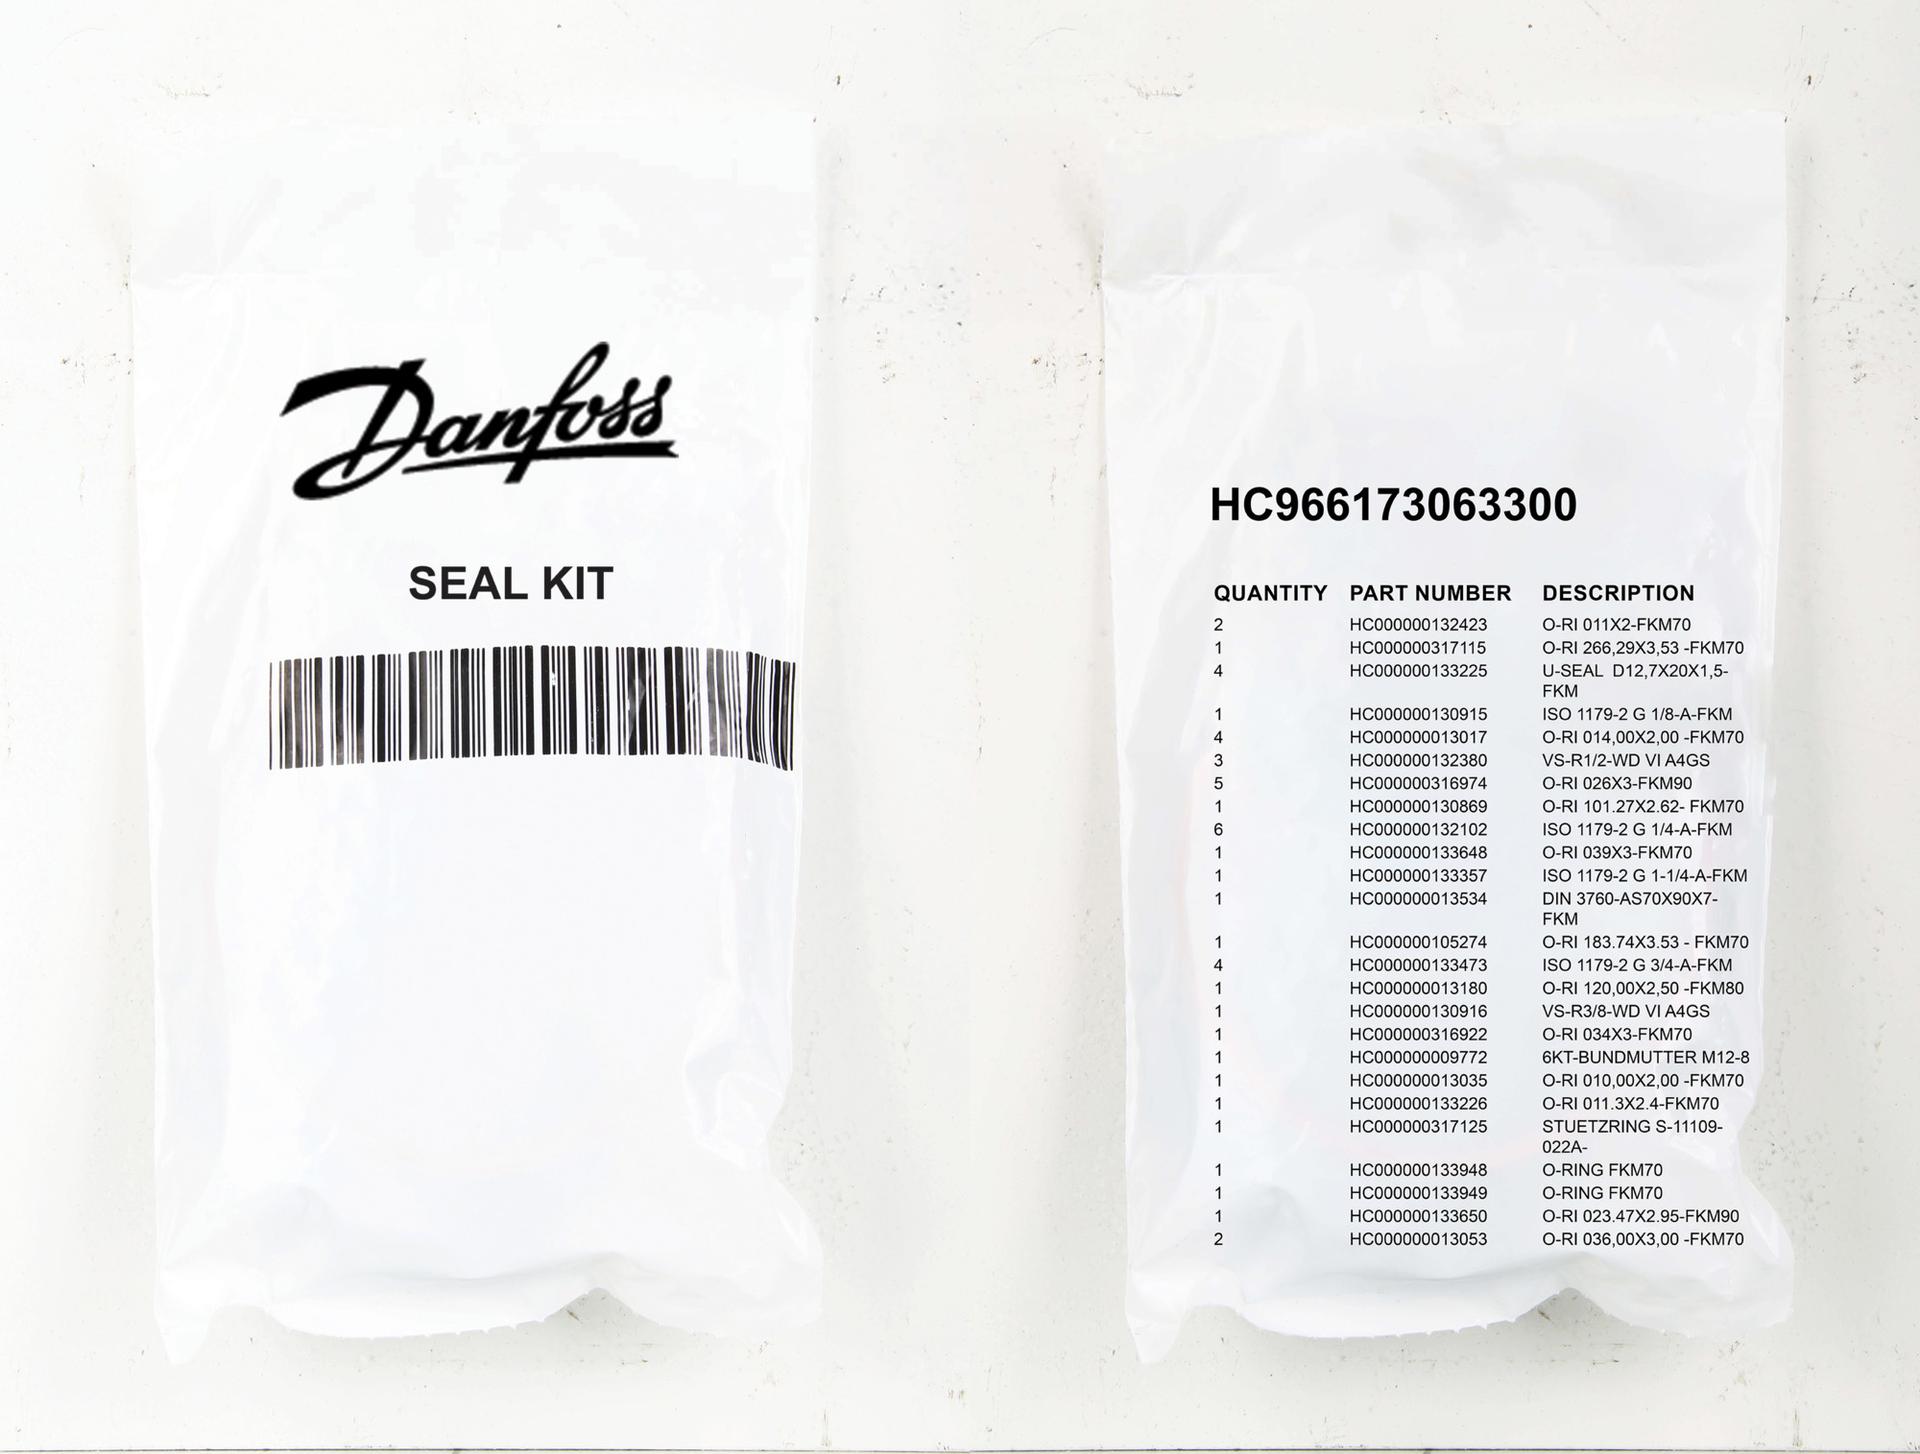 Danfoss
SEAL KIT
HC966173063300
QUANTITY PART NUMBER DESCRIPTION
2 HC000000132423 O-RI 011X2-FKM70
1 HC000000317115 O-RI 266,29X3,53 -FKM70
4 HC000000133225 U-SEAL D12,7X20X1,5-
FKM
1 HC000000130915 ISO 1179-2 G 1/8-A-FKM
4 HC000000013017 O-RI 014,00X2,00 -FKM70
3 HC000000132380 VS-R1/2-WD VI A4GS
5 HC000000316974 O-RI 026X3-FKM90
1 HC000000130869 O-RI 101.27X2.62- FKM70
6 HC000000132102 ISO 1179-2 G 1/4-A-FKM
1 HC000000133648 O-RI 039X3-FKM70
1 HC000000133357 ISO 1179-2 G 1-1/4-A-FKM
1 HC000000013534 DIN 3760-AS70X90X7-
FKM
1 HC000000105274 O-RI 183.74X3.53 - FKM70
4 HC000000133473 ISO 1179-2 G 3/4-A-FKM
1 HC000000013180 O-RI 120,00X2,50 -FKM80
1 HC000000130916 VS-R3/8-WD VI A4GS
1 HC000000316922 O-RI 034X3-FKM70
1 HC000000009772 6KT-BUNDMUTTER M12-8
1 HC000000013035 O-RI 010,00X2,00 -FKM70
1 HC000000133226 O-RI 011.3X2.4-FKM70
1 HC000000317125 STUETZRING S-11109-
022A-
1 HC000000133948 O-RING FKM70
1 HC000000133949 O-RING FKM70
1 HC000000133650 O-RI 023.47X2.95-FKM90
2 HC000000013053 O-RI 036,00X3,00 -FKM70